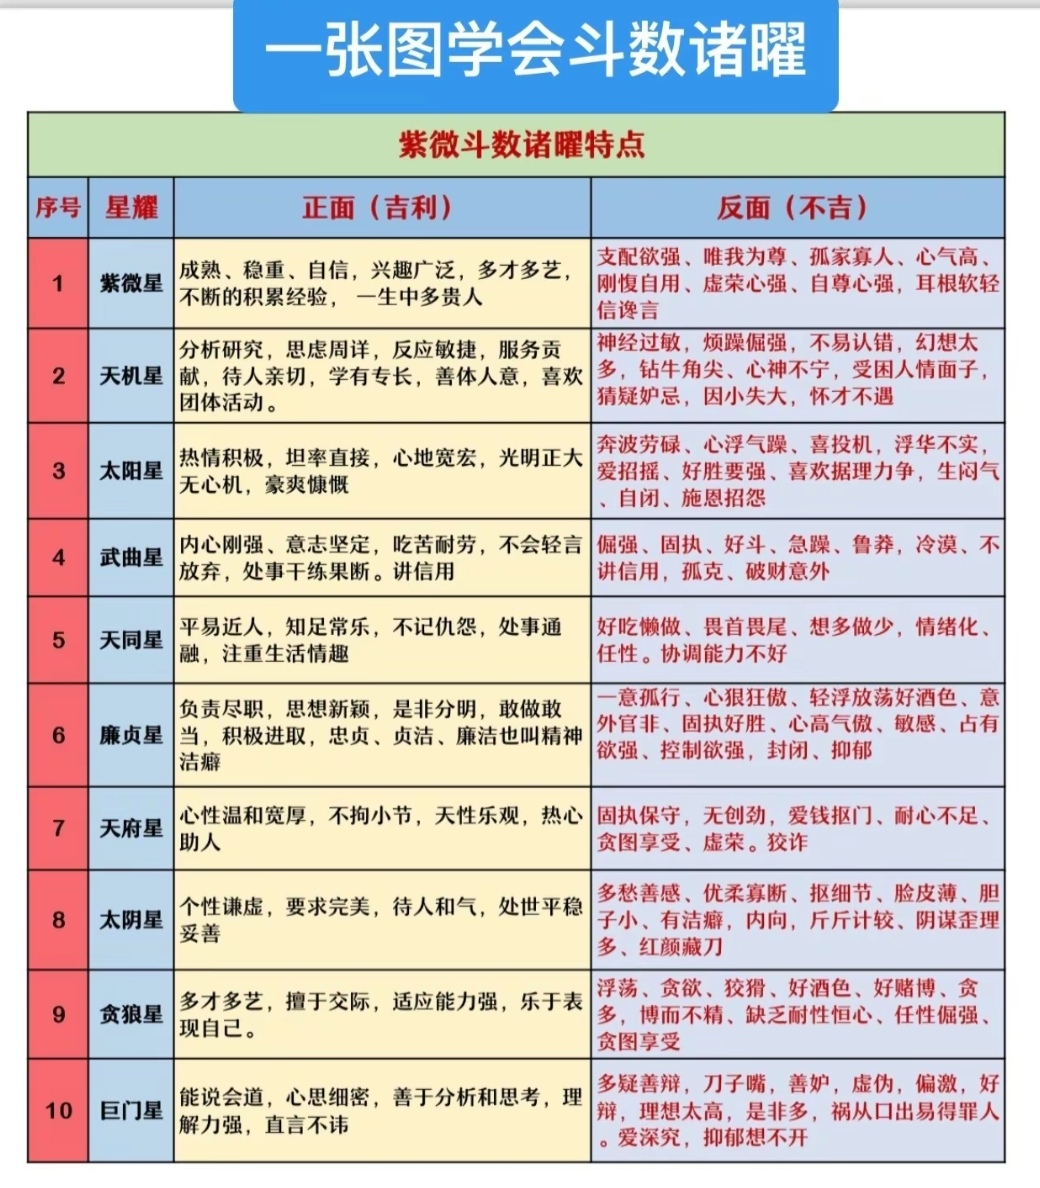 一张图学会斗数诸曜
紫微斗数诸曜特点
序号 星耀 正面（吉利） 反面（不吉）
1 紫微星
成熟、稳重、自信，兴趣广泛，多才多艺，
不断的积累经验， 一生中多贵人
支配欲强、唯我为尊、孤家寡人、心气高、
刚愎自用、虚荣心强、自尊心强，耳根软轻
信谗言
2 天机星
分析研究，思虑周详，反应敏捷，服务贡
献，待人亲切，学有专长，善体人意，喜欢
团体活动。
神经过敏，烦躁倔强，不易认错，幻想太
多，钻牛角尖、心神不宁，受困人情面子，
猜疑妒忌，因小失大，怀才不遇
3 太阳星
热情积极，坦率直接，心地宽宏，光明正大
无心机，豪爽慷慨
奔波劳碌、心浮气躁、喜投机，浮华不实，
爱招摇、好胜要强、喜欢据理力争，生闷气
、自闭、施恩招怨
4 武曲星
内心刚强、意志坚定，吃苦耐劳，不会轻言
放弃，处事干练果断。讲信用
倔强、固执、好斗、急躁、鲁莽，冷漠、不
讲信用，孤克、破财意外
5 天同星
平易近人，知足常乐，不记仇怨，处事通
融，注重生活情趣
好吃懒做、畏首畏尾、想多做少，情绪化、
任性。协调能力不好
6 廉贞星
负责尽职，思想新颖，是非分明，敢做敢
当，积极进取，忠贞、贞洁、廉洁也叫精神
洁癖
一意孤行、心狠狂傲、轻浮放荡好酒色、意
外官非、固执好胜、心高气傲、敏感、占有
欲强、控制欲强，封闭、抑郁
7 天府星
心性温和宽厚，不拘小节，天性乐观，热心
助人
固执保守，无创劲，爱钱抠门、耐心不足、
贪图享受、虚荣。狡诈
8 太阴星
个性谦虚，要求完美，待人和气，处世平稳
妥善
多愁善感、优柔寡断、抠细节、脸皮薄、胆
子小、有洁癖，内向，斤斤计较、阴谋歪理
多、红颜藏刀
9 贪狼星
多才多艺，擅于交际，适应能力强，乐于表
现自己。
浮荡、贪欲、狡猾、好酒色、好赌博、贪
多，博而不精、缺乏耐性恒心、任性倔强、
贪图享受
10 巨门星
能说会道，心思细密，善于分析和思考，理
解力强，直言不讳
多疑善辩，刀子嘴，善妒，虚伪，偏激，好
辩，理想太高，是非多，祸从口出易得罪人
。爱深究，抑郁想不开